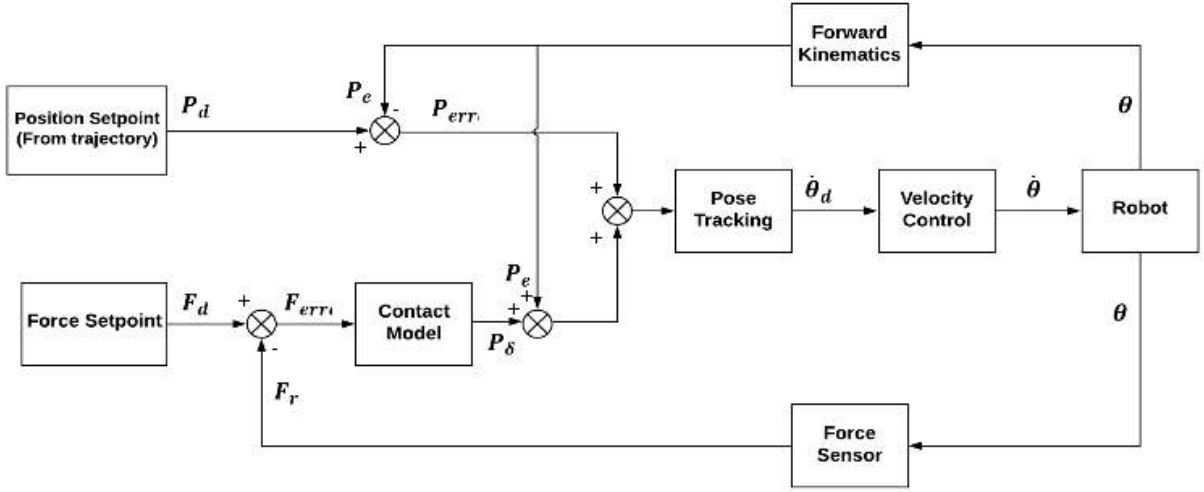 Forward
Kinematics
P_e
-
P_d
P_err
θ
Position Setpoint
(From trajectory)
+
+
Pose
Tracking
θ̇_d
Velocity
Control
θ̇
Robot
+
P_e
F_d
+
F_err
+
+
Force Setpoint
Contact
Model
P_δ
θ
-
F_r
Force
Sensor